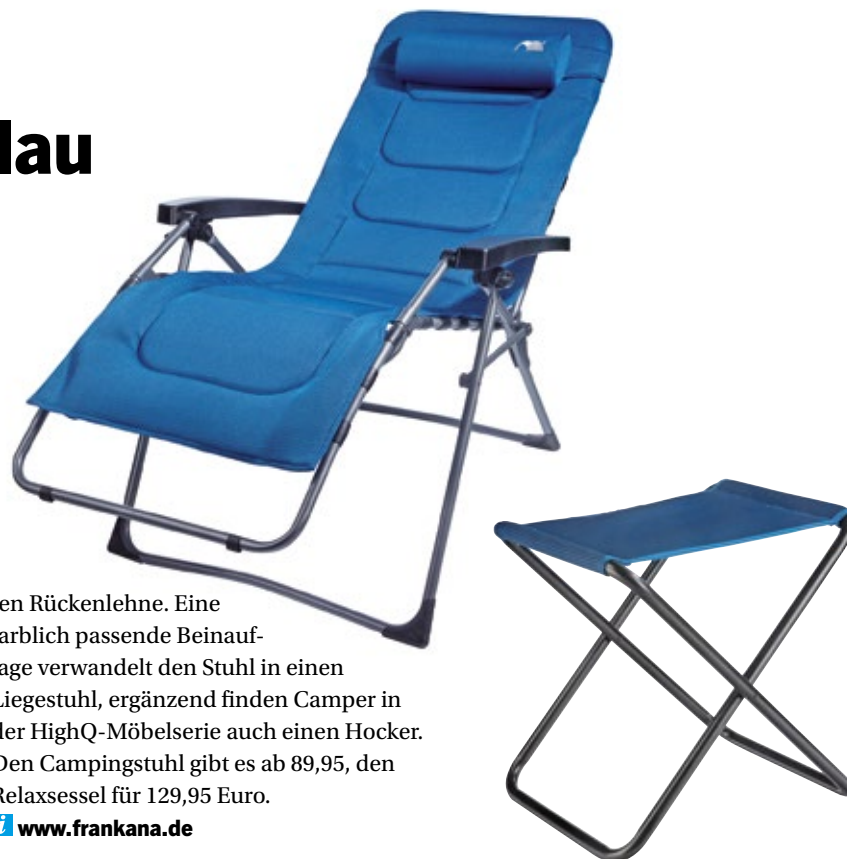 lau
en Rückenlehne. Eine
arblich passende Beinauf-
age verwandelt den Stuhl in einen
Liegestuhl, ergänzend finden Camper in
der HighQ-Möbelserie auch einen Hocker.
Den Campingstuhl gibt es ab 89,95, den
Relaxsessel für 129,95 Euro.
i www.frankana.de